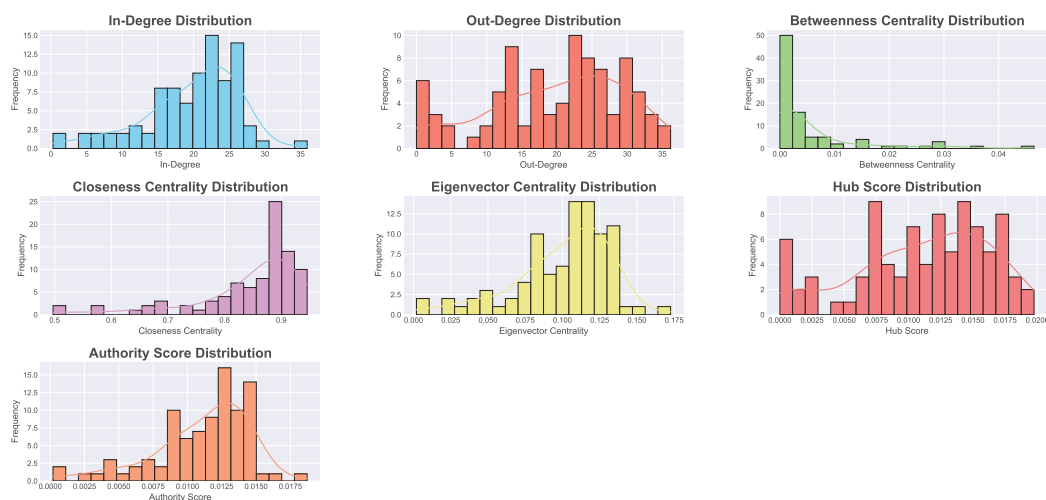 In-Degree Distribution
Out-Degree Distribution
Betweenness Centrality Distribution
15.0
12.5
10.0
7.5
5.0
2.5
0.0
Frequency
0 5 10 15 20 25 30 35
In-Degree
10
8
6
4
2
0
Frequency
0 5 10 15 20 25 30 35
Out-Degree
50
40
30
20
10
0
Frequency
0.00 0.01 0.02 0.03 0.04
Betweenness Centrality
Closeness Centrality Distribution
Eigenvector Centrality Distribution
Hub Score Distribution
25
20
15
10
5
0
Frequency
0.5 0.6 0.7 0.8 0.9
Closeness Centrality
12.5
10.0
7.5
5.0
2.5
0.0
Frequency
0.000 0.025 0.050 0.075 0.100 0.125 0.150 0.175
Eigenvector Centrality
8
6
4
2
0
Frequency
0.0000 0.0025 0.0050 0.0075 0.0100 0.0125 0.0150 0.0175 0.0200
Hub Score
Authority Score Distribution
15.0
12.5
10.0
7.5
5.0
2.5
0.0
Frequency
0.0000 0.0025 0.0050 0.0075 0.0100 0.0125 0.0150 0.0175
Authority Score